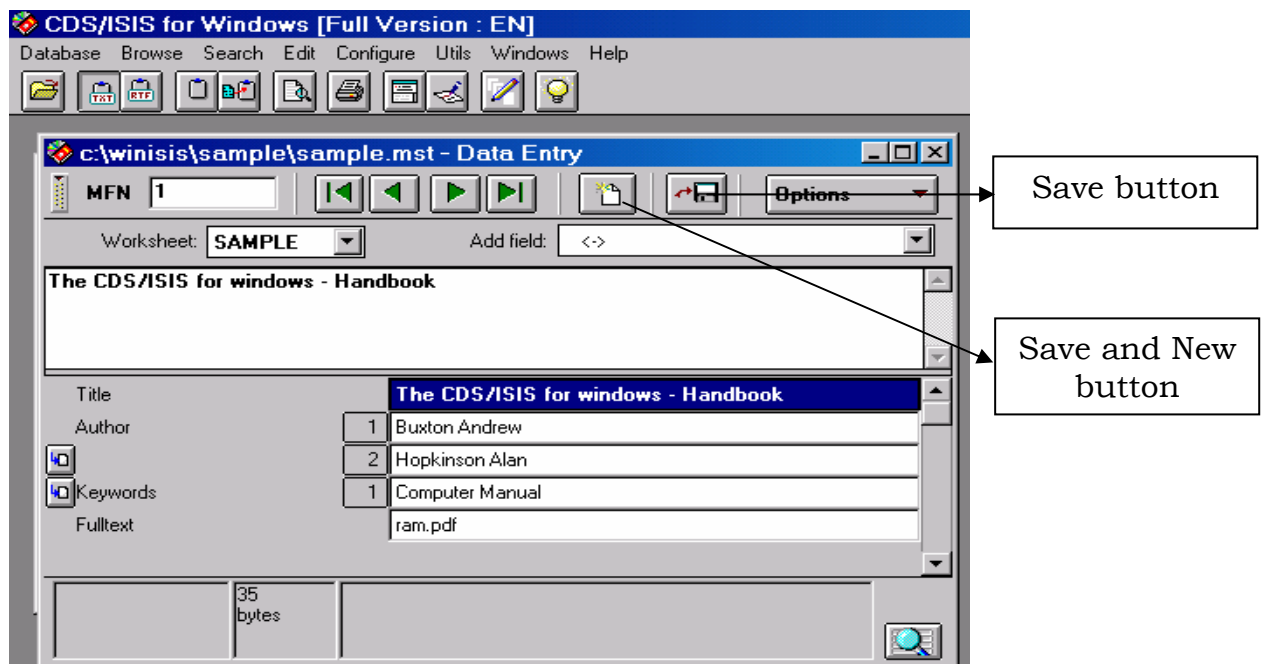 CDS/ISIS for Windows [Full Version : EN]
Database Browse Search Edit Configure Utils Windows Help
TXT RTF
c:\winisis\sample\sample.mst - Data Entry
MFN 1 Options
Save button
Worksheet: SAMPLE Add field: <->
The CDS/ISIS for windows - Handbook
Save and New
button
Title The CDS/ISIS for windows - Handbook
Author 1 Buxton Andrew
2 Hopkinson Alan
Keywords 1 Computer Manual
Fulltext ram.pdf
35
bytes